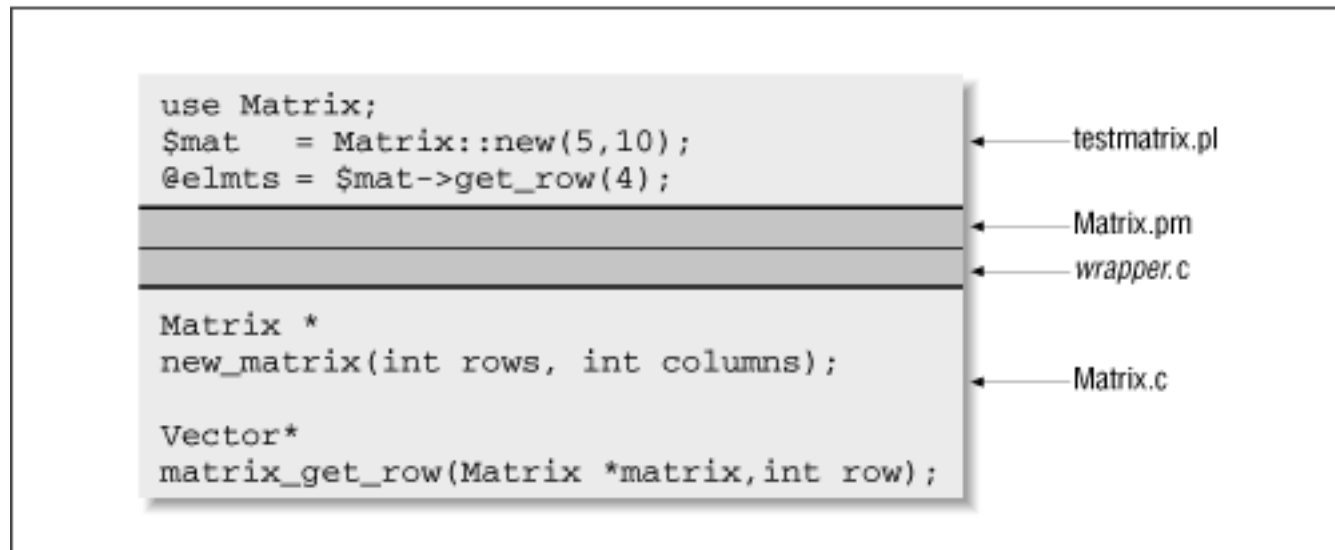 use Matrix;
$mat   = Matrix::new(5,10);
@elmts = $mat->get_row(4);
testmatrix.pl
Matrix.pm
wrapper.c
Matrix *
new_matrix(int rows, int columns);
Vector*
matrix_get_row(Matrix *matrix,int row);
Matrix.c